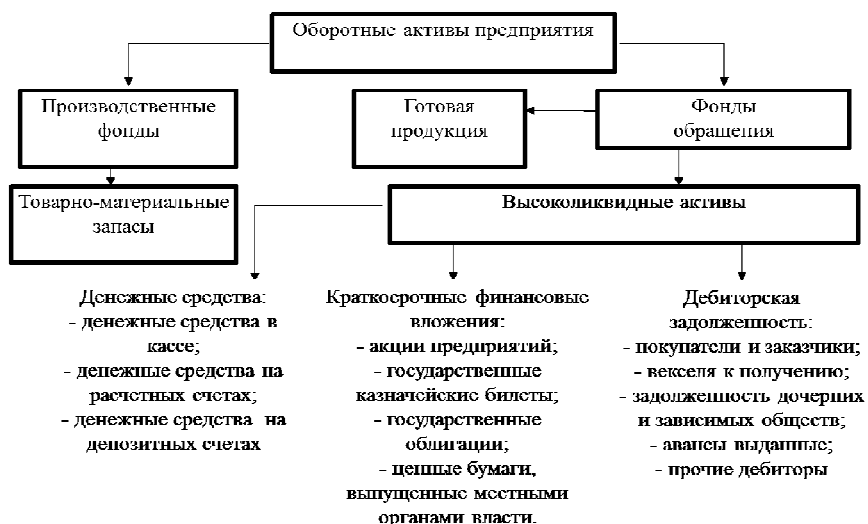 Оборотные активы предприятия
Производственные
фонды
Готовая
продукция
Фонды
обращения
Товарно-материальные
запасы
Высоколиквидные активы
Денежные средства:
- денежные средства в
кассе;
- денежные средства на
расчетных счетах;
- денежные средства на
депозитных счетах
Краткосрочные финансовые
вложения:
- акции предприятий;
- государственные
казначейские билеты;
- государственные
облигации;
- ценные бумаги,
выпущенные местными
органами власти.
Дебиторская
задолженность:
- покупатели и заказчики;
- векселя к получению;
- задолженность дочерних
и зависимых обществ;
- авансы выданные;
- прочие дебиторы